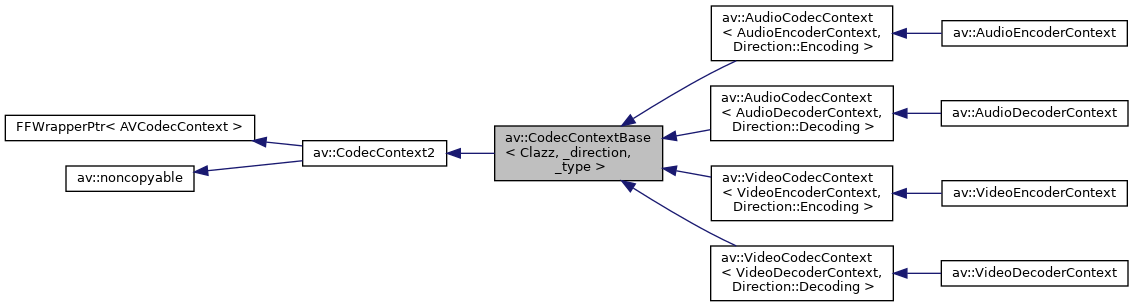 FFWrapperPtr< AVCodecContext >
av::noncopyable
av::CodecContext2
av::CodecContextBase
< Clazz, _direction,
_type >
av::AudioCodecContext
< AudioEncoderContext,
Direction::Encoding >
av::AudioEncoderContext
av::AudioCodecContext
< AudioDecoderContext,
Direction::Decoding >
av::AudioDecoderContext
av::VideoCodecContext
< VideoEncoderContext,
Direction::Encoding >
av::VideoEncoderContext
av::VideoCodecContext
< VideoDecoderContext,
Direction::Decoding >
av::VideoDecoderContext